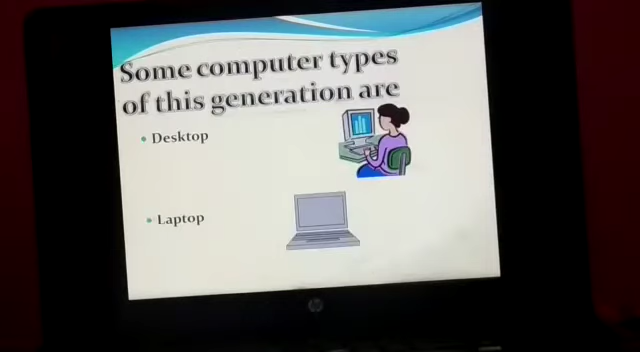 Some computer types
of this generation are
• Desktop
• Laptop